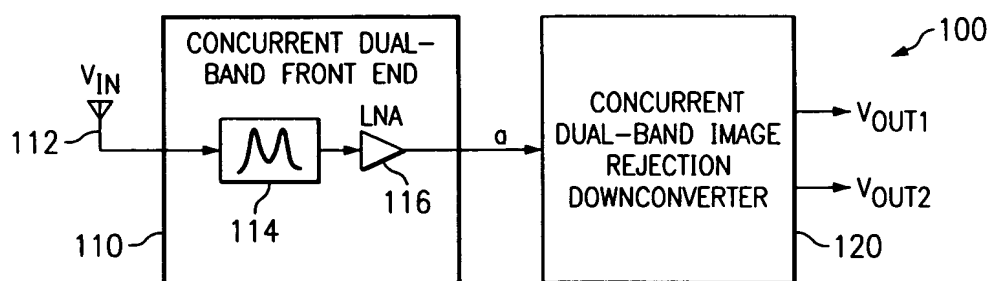 CONCURRENT DUAL-
BAND FRONT END
V_IN
112
LNA
114
116
110
a
CONCURRENT
DUAL-BAND IMAGE
REJECTION
DOWNCONVERTER
V_OUT1
V_OUT2
120
100